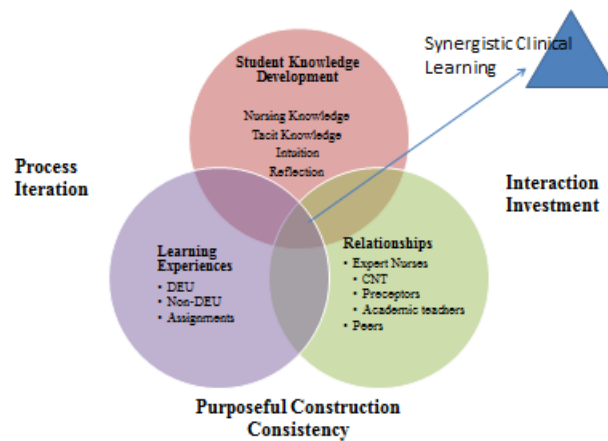 Synergistic Clinical
Learning
Student Knowledge
Development
Nursing Knowledge
Tacit Knowledge
Intuition
Reflection
Process
Iteration
Interaction
Investment
Learning
Experiences
• DEU
• Non-DEU
• Assignments
Relationships
• Expert Nurses
• CNT
• Preceptors
• Academic teachers
• Peers
Purposeful Construction
Consistency